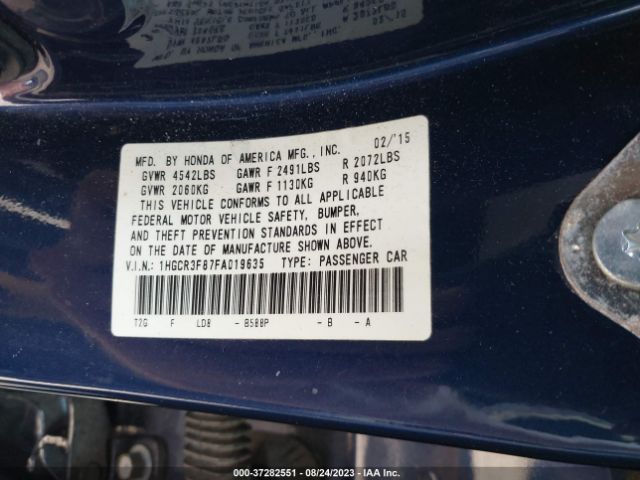 MFD. BY HONDA OF AMERICA MFG., INC. 02/'15
GVWR 4542LBS GAWR F 2491LBS R 2072LBS
GVWR 2060KG GAWR F 1130KG R 940KG
THIS VEHICLE CONFORMS TO ALL APPLICABLE
FEDERAL MOTOR VEHICLE SAFETY, BUMPER,
AND THEFT PREVENTION STANDARDS IN EFFECT
ON THE DATE OF MANUFACTURE SHOWN ABOVE.
V.I.N.: 1HGCR3F87FA019635 TYPE: PASSENGER CAR
T2G F LD8 -B588P -B -A
000-37282551 - 08/24/2023 - IAA Inc.